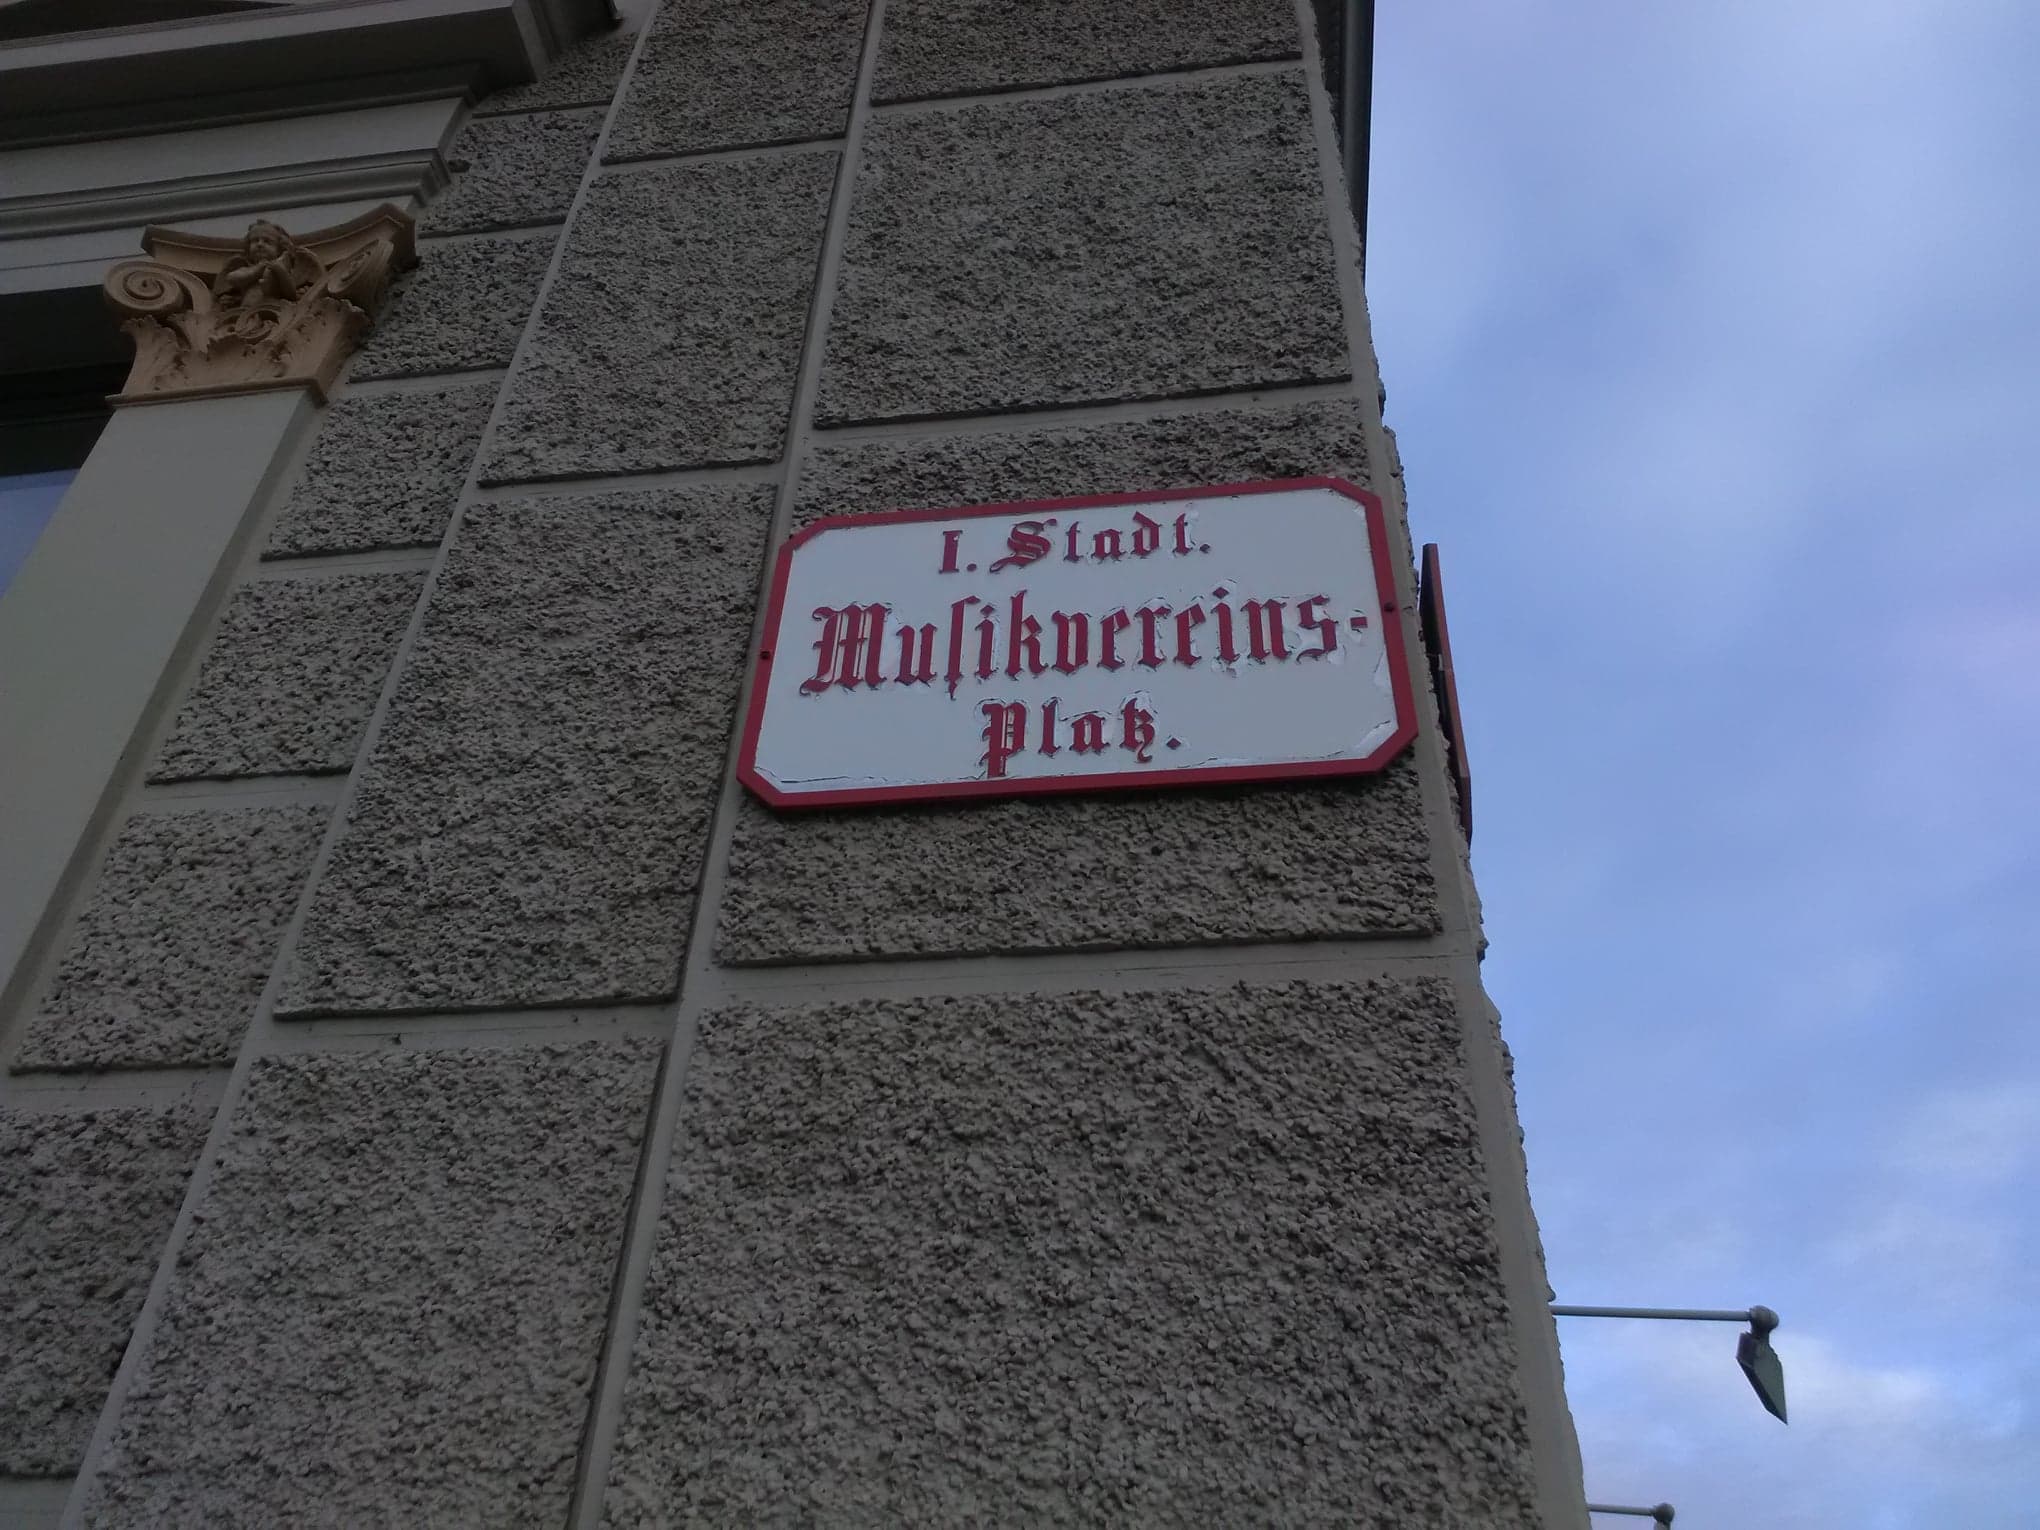 I. Stadt.
Muſikvereins-
Platz.